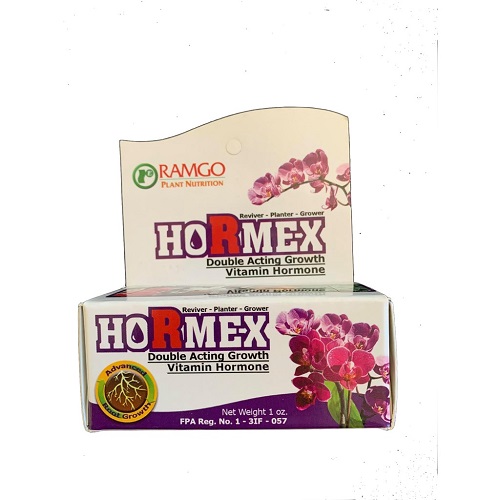 rg RAMGO
PLANT NUTRITION
Reviver - Planter - Grower
HORMEX
Double Acting Growth
Vitamin Hormone
Reviver - Planter - Grower
HORMEX
Double Acting Growth
Vitamin Hormone
Advanced
Root Growth
Net Weight 1 oz.
FPA Reg. No. 1 - 3IF - 057